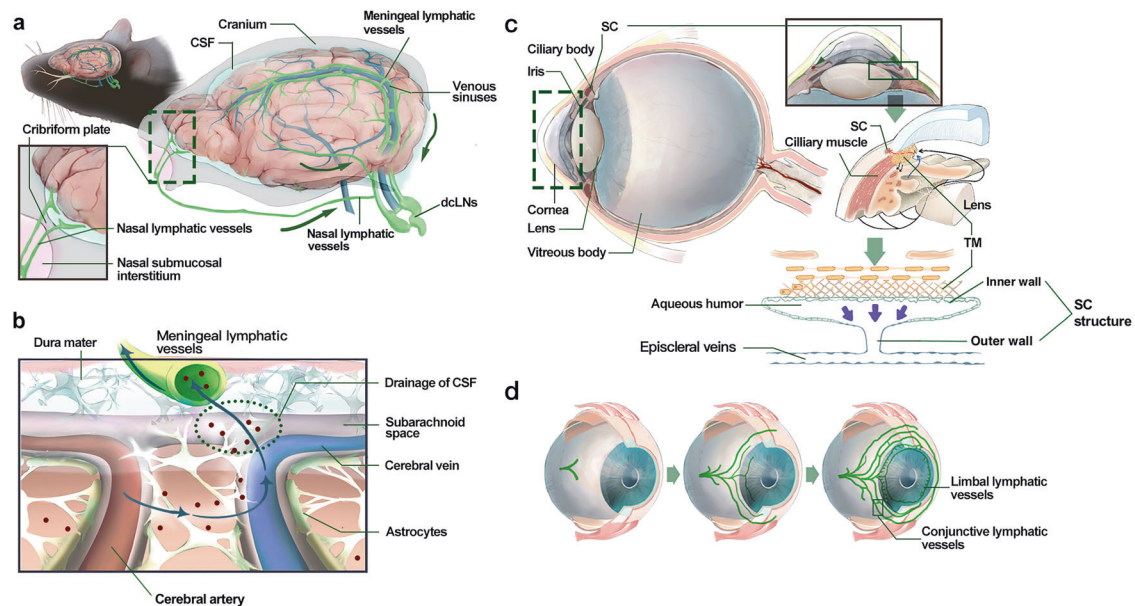 a
Cranium
CSF
Meningeal lymphatic
vessels
Venous
sinuses
Cribriform plate
dcLNs
Nasal lymphatic
vessels
Nasal lymphatic vessels
Nasal submucosal
interstitium
b
Meningeal lymphatic
vessels
Dura mater
Drainage of CSF
Subarachnoid
space
Cerebral vein
Astrocytes
Cerebral artery
c
SC
Ciliary body
Iris
Cornea
Lens
Vitreous body
SC
Cilliary muscle
Lens
TM
Inner wall
Aqueous humor
SC
structure
Outer wall
Episcleral veins
d
Limbal lymphatic
vessels
Conjunctive lymphatic
vessels